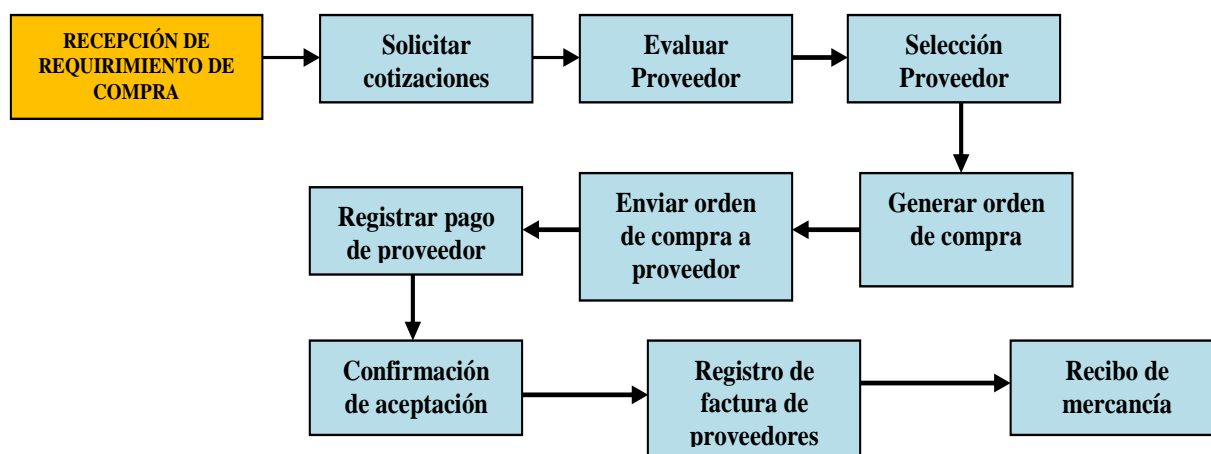 RECEPCIÓN DE
REQUIRIMIENTO DE
COMPRA
Solicitar
cotizaciones
Evaluar
Proveedor
Selección
Proveedor
Generar orden
de compra
Enviar orden
de compra a
proveedor
Registrar pago
de proveedor
Confirmación
de aceptación
Registro de
factura de
proveedores
Recibo de
mercancía